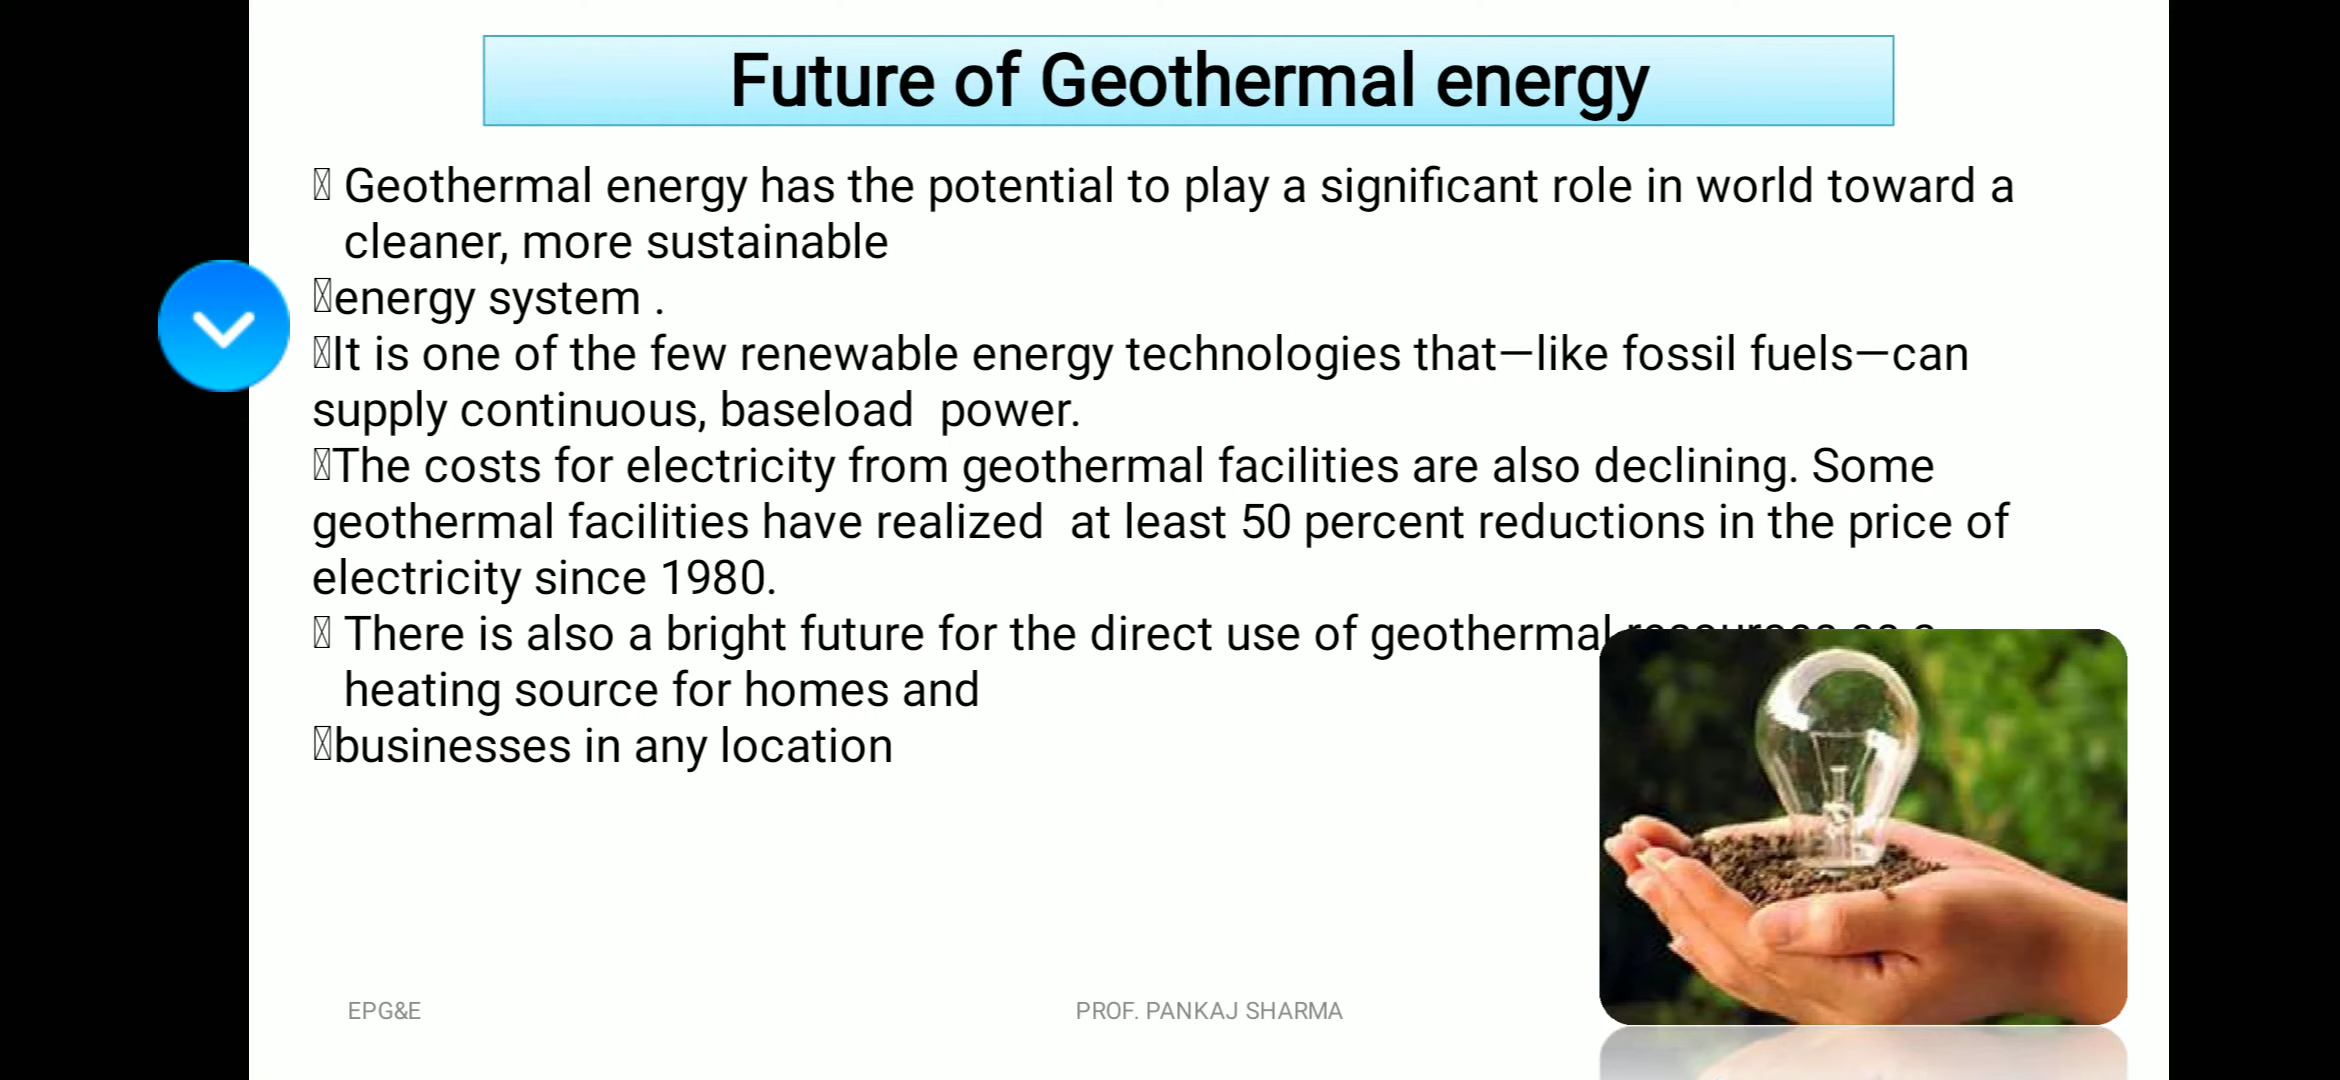 Future of Geothermal energy
Geothermal energy has the potential to play a significant role in world toward a
cleaner, more sustainable
energy system .
It is one of the few renewable energy technologies that—like fossil fuels—can
supply continuous, baseload power.
The costs for electricity from geothermal facilities are also declining. Some
geothermal facilities have realized at least 50 percent reductions in the price of
electricity since 1980.
There is also a bright future for the direct use of geothermal resources as a
heating source for homes and
businesses in any location
EPG&E
PROF. PANKAJ SHARMA